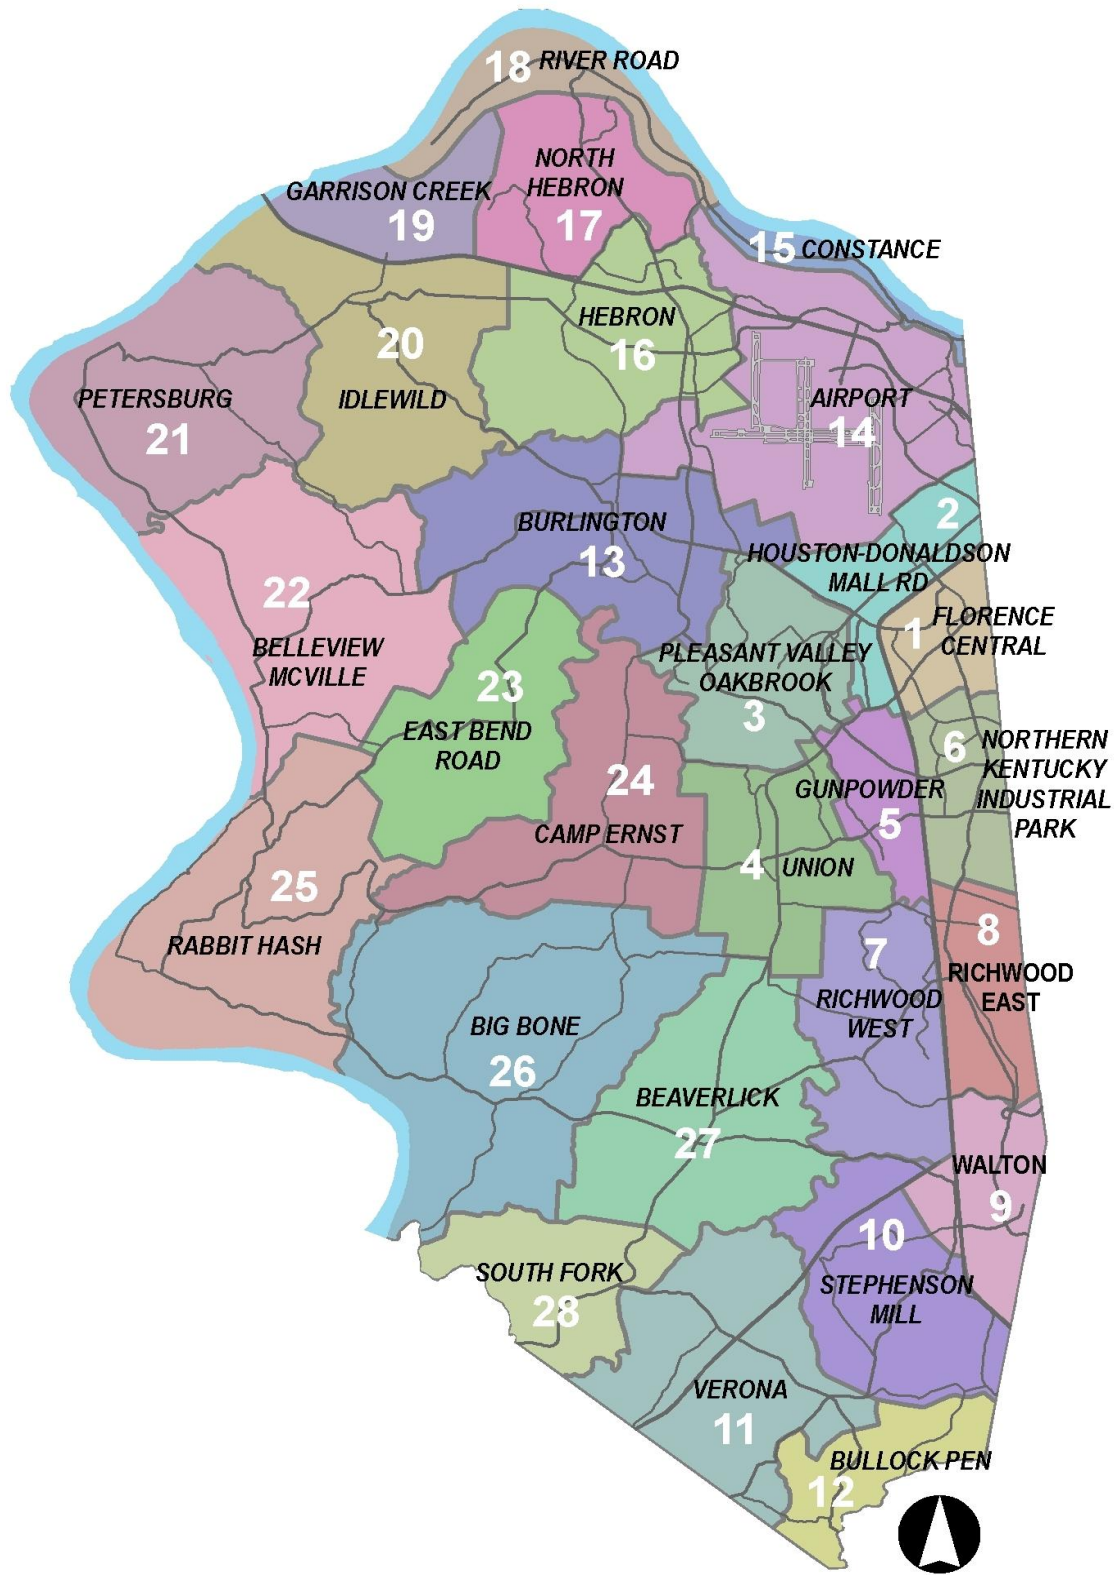 18 RIVER ROAD
NORTH
HEBRON
17
GARRISON CREEK
19
15 CONSTANCE
HEBRON
16
20
IDLEWILD
PETERSBURG
21
AIRPORT
14
2
HOUSTON-DONALDSON
MALL RD
BURLINGTON
13
22
BELLEVIEW
MCVILLE
1 FLORENCE
CENTRAL
PLEASANT VALLEY
OAKBROOK
3
23
EAST BEND
ROAD
6 NORTHERN
KENTUCKY
INDUSTRIAL
PARK
24
CAMP ERNST
GUNPOWDER
5
4 UNION
25
RABBIT HASH
7
RICHWOOD
WEST
8
RICHWOOD
EAST
BIG BONE
26
BEAVERLICK
27
WALTON
9
10
STEPHENSON
MILL
SOUTH FORK
28
VERONA
11
BULLOCK PEN
12